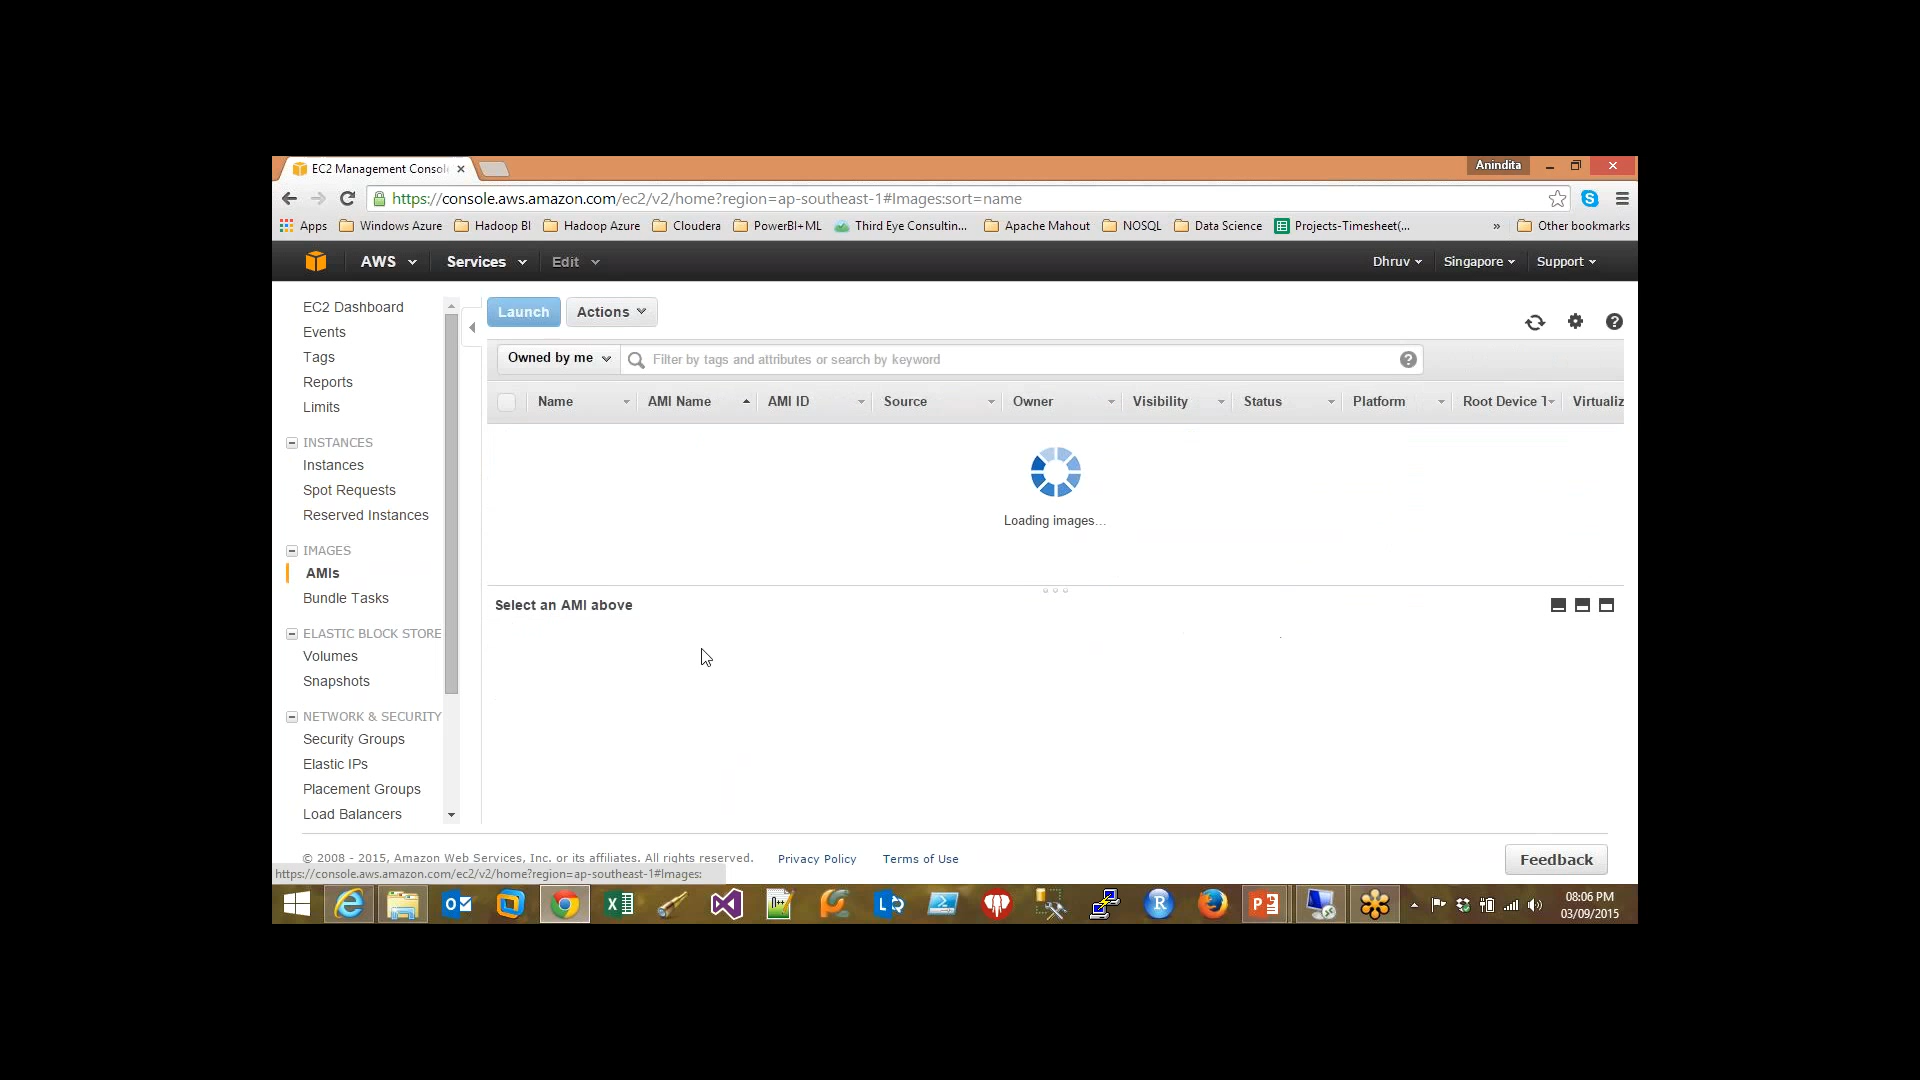 EC2 Management Consol
Anindita
https://console.aws.amazon.com/ec2/v2/home?region=ap-southeast-1#Images:sort=name
Apps Windows Azure Hadoop BI Hadoop Azure Cloudera PowerBI+ML Third Eye Consultin... Apache Mahout NOSQL Data Science Projects-Timesheet(... » Other bookmarks
AWS Services Edit Dhruv Singapore Support
EC2 Dashboard
Events
Tags
Reports
Limits
INSTANCES
Instances
Spot Requests
Reserved Instances
IMAGES
AMIs
Bundle Tasks
ELASTIC BLOCK STORE
Volumes
Snapshots
NETWORK & SECURITY
Security Groups
Elastic IPs
Placement Groups
Load Balancers
Launch Actions
Owned by me Filter by tags and attributes or search by keyword
Name AMI Name AMI ID Source Owner Visibility Status Platform Root Device T Virtualiz
Loading images...
Select an AMI above
© 2008 - 2015, Amazon Web Services, Inc. or its affiliates. All rights reserved. Privacy Policy Terms of Use
Feedback
https://console.aws.amazon.com/ec2/v2/home?region=ap-southeast-1#Images:
08:06 PM
03/09/2015